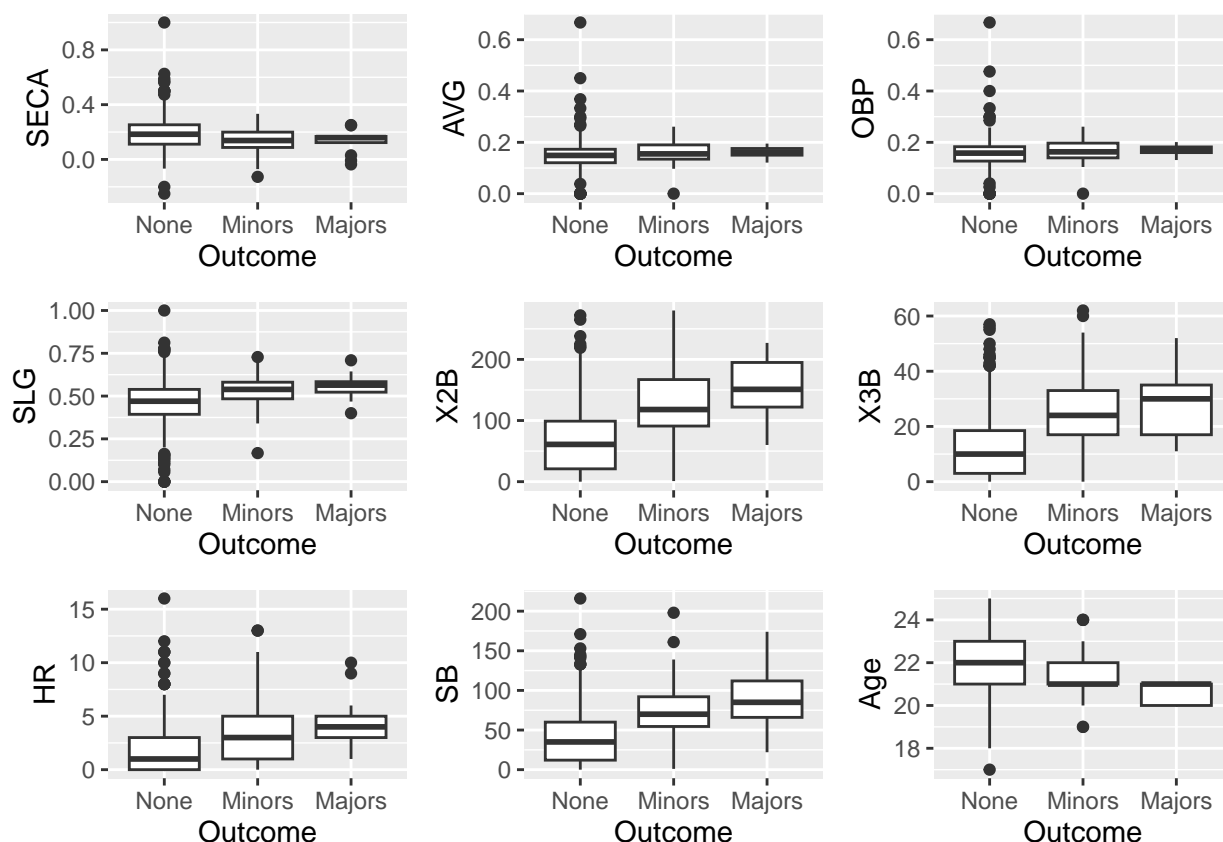 SECA
0.8
0.4
0.0
None Minors Majors
Outcome
AVG
0.6
0.4
0.2
0.0
None Minors Majors
Outcome
OBP
0.6
0.4
0.2
0.0
None Minors Majors
Outcome
SLG
1.00
0.75
0.50
0.25
0.00
None Minors Majors
Outcome
X2B
200
100
0
None Minors Majors
Outcome
X3B
60
40
20
0
None Minors Majors
Outcome
HR
15
10
5
0
None Minors Majors
Outcome
SB
200
150
100
50
0
None Minors Majors
Outcome
Age
24
22
20
18
None Minors Majors
Outcome